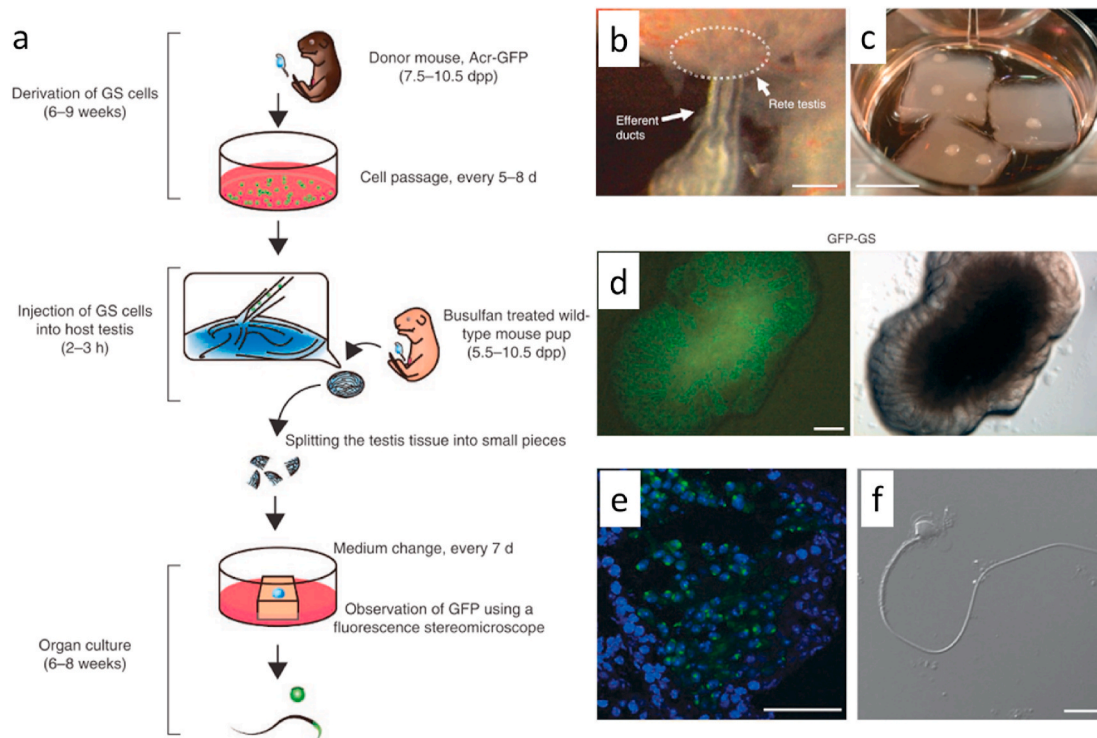 a
Derivation of GS cells
(6–9 weeks)
Donor mouse, Acr-GFP
(7.5–10.5 dpp)
Cell passage, every 5–8 d
Injection of GS cells
into host testis
(2–3 h)
Busulfan treated wild-
type mouse pup
(5.5–10.5 dpp)
Splitting the testis tissue into small pieces
Medium change, every 7 d
Observation of GFP using a
fluorescence stereomicroscope
Organ culture
(6–8 weeks)
b
Efferent
ducts
Rete testis
c
GFP-GS
d
e
f